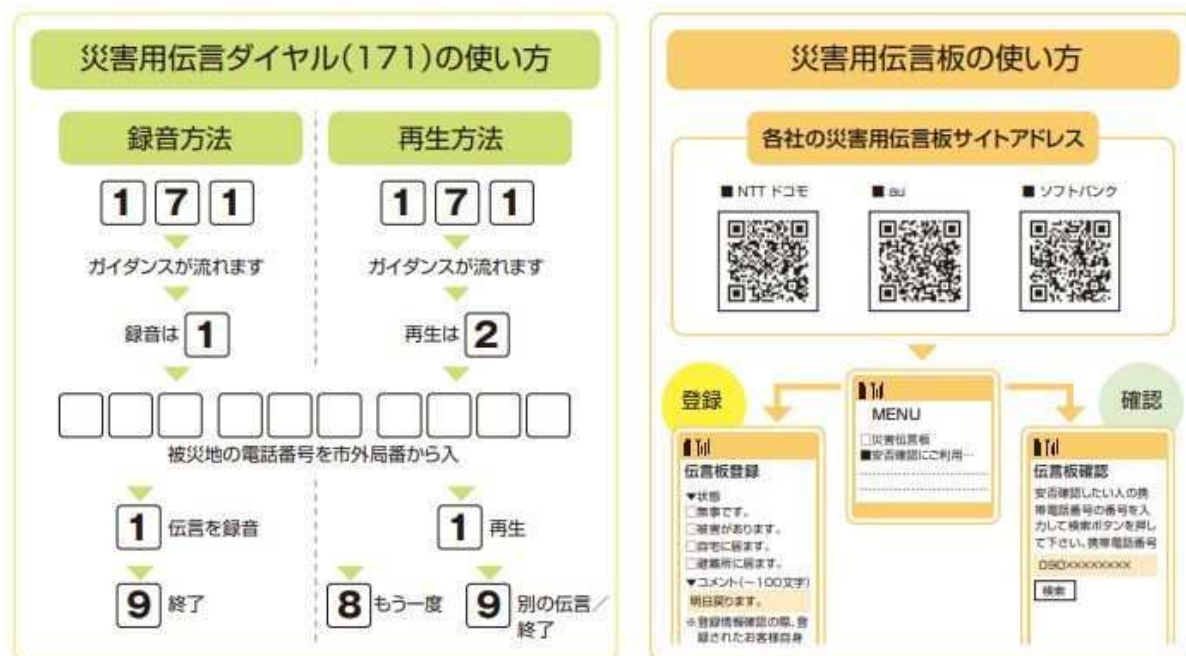 災害用伝言ダイヤル(171)の使い方
録音方法
171
ガイダンスが流れます
録音は1
再生方法
171
ガイダンスが流れます
再生は2
被災地の電話番号を市外局番から入
1 伝言を録音
9 終了
1 再生
8 もう一度
9 別の伝言/
終了
災害用伝言板の使い方
各社の災害用伝言板サイトアドレス
■ NTT ドコモ
■ au
■ ソフトバンク
MENU
□災害伝言板
■安否確認にご利用…
登録
伝言板登録
▼状態
□無事です。
□被害があります。
□自宅に居ます。
□避難所に居ます。
▼コメント(~100文字)
明日戻ります。
※登録情報確認の際、登
録されたお客様自身
確認
伝言板確認
安否確認したい人の携
帯電話番号の番号を入
力して検索ボタンを押し
て下さい。携帯電話番号
090××××××××
検索